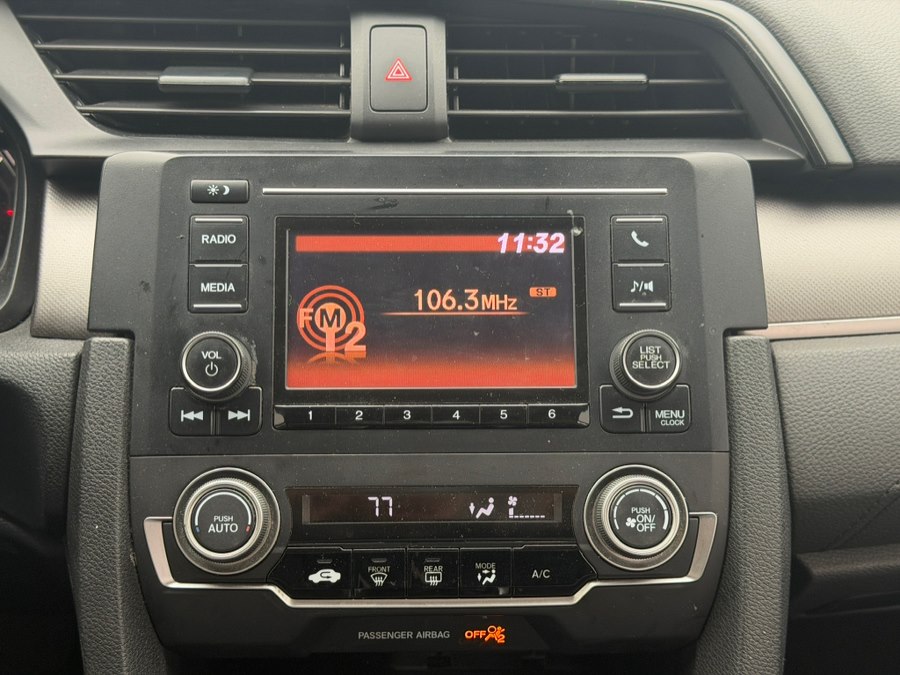 11:32
RADIO
MEDIA
106.3MHz
ST
FM
2
VOL
LIST
PUSH
SELECT
1 2 3 4 5 6
MENU
CLOCK
PUSH
AUTO
77
PUSH
ON/
OFF
FRONT
REAR
MODE
A/C
PASSENGER AIRBAG OFF 2